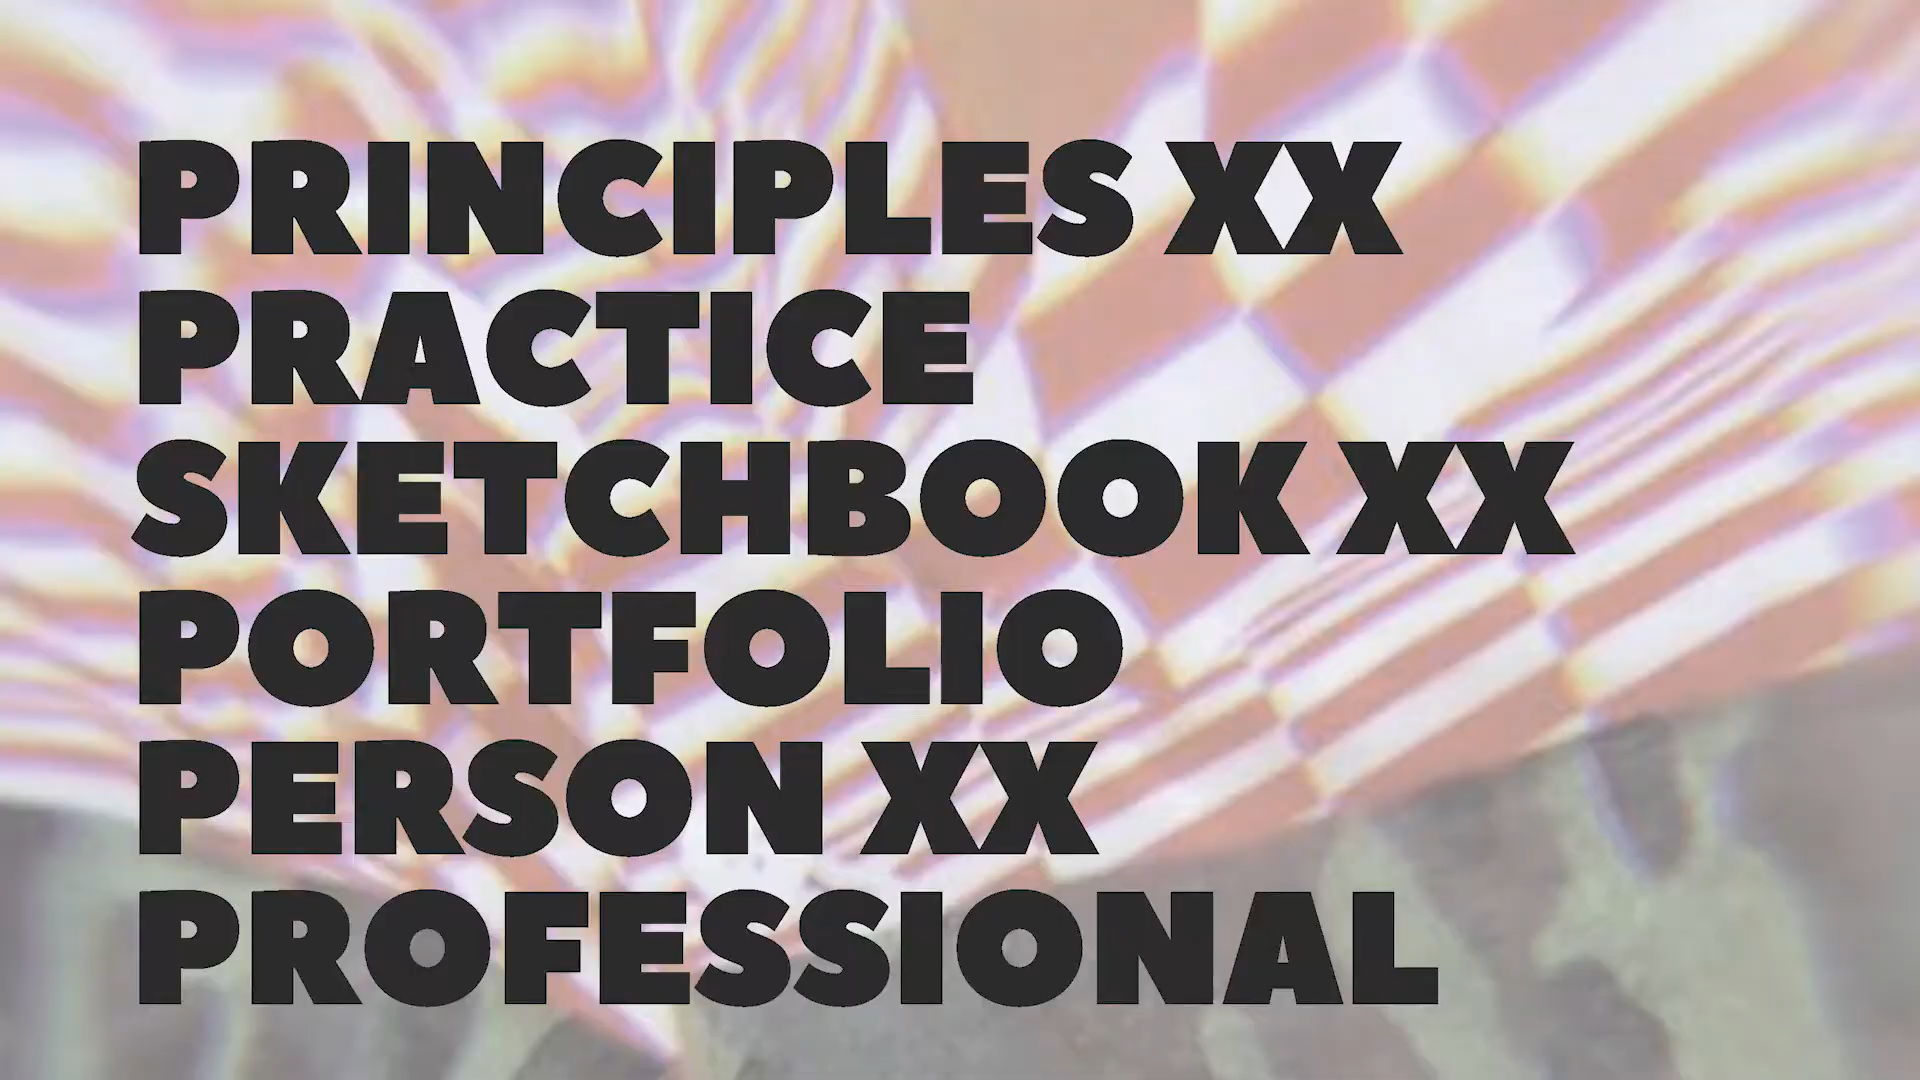 PRINCIPLES XX
PRACTICE
SKETCHBOOK XX
PORTFOLIO
PERSON XX
PROFESSIONAL